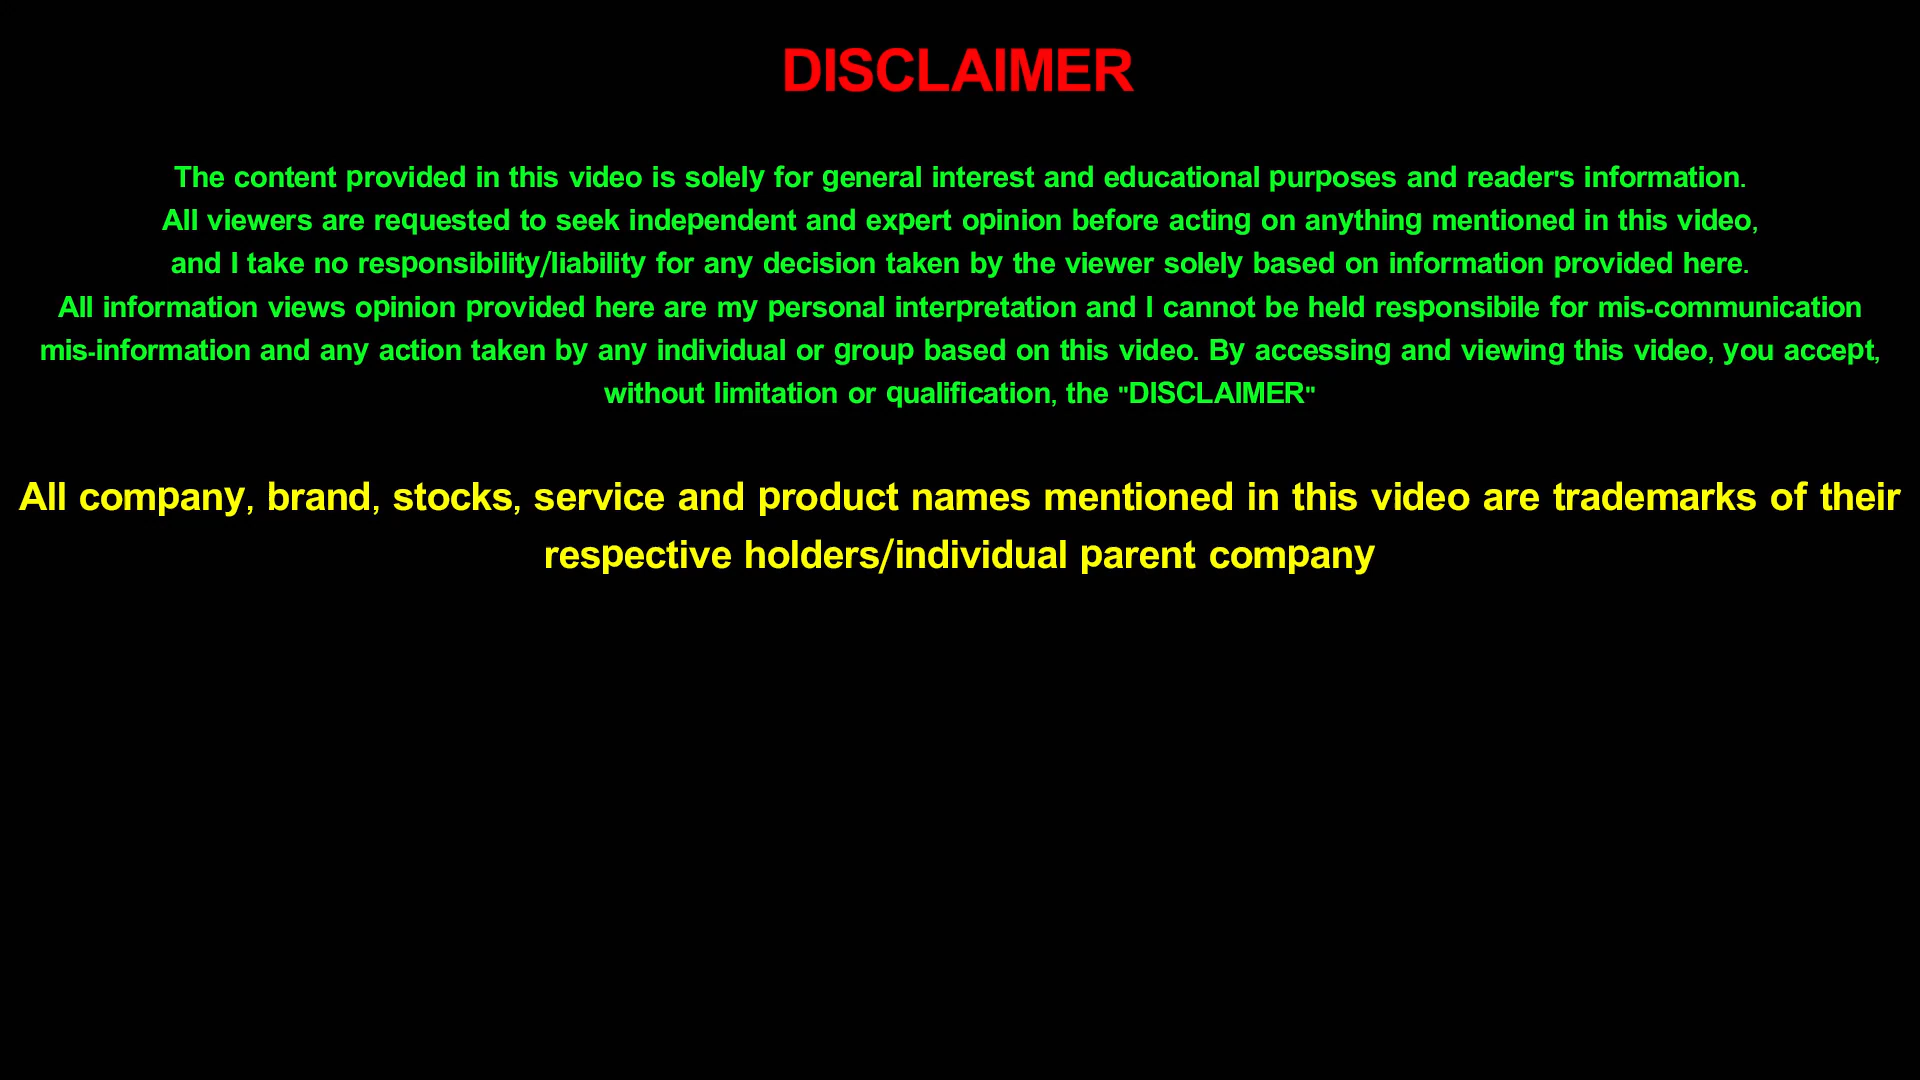 DISCLAIMER
The content provided in this video is solely for general interest and educational purposes and reader's information.
All viewers are requested to seek independent and expert opinion before acting on anything mentioned in this video,
and I take no responsibility/liability for any decision taken by the viewer solely based on information provided here.
All information views opinion provided here are my personal interpretation and I cannot be held responsibile for mis-communication
mis-information and any action taken by any individual or group based on this video. By accessing and viewing this video, you accept,
without limitation or qualification, the "DISCLAIMER"
All company, brand, stocks, service and product names mentioned in this video are trademarks of their
respective holders/individual parent company